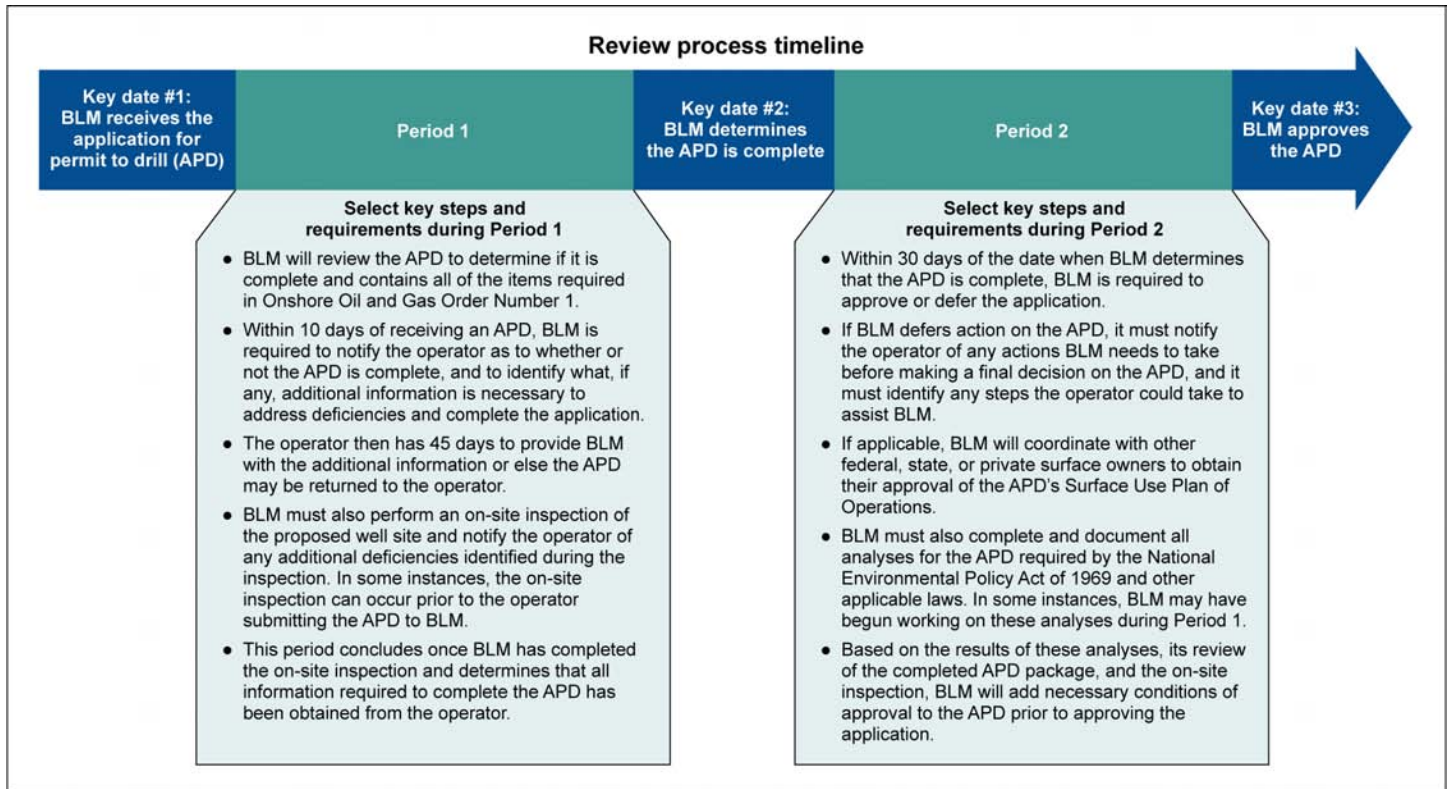 Review process timeline
Key date #1:
BLM receives the
application for
permit to drill (APD)
Period 1
Key date #2:
BLM determines
the APD is complete
Period 2
Key date #3:
BLM approves
the APD
Select key steps and
requirements during Period 1
● BLM will review the APD to determine if it is
complete and contains all of the items required
in Onshore Oil and Gas Order Number 1.
● Within 10 days of receiving an APD, BLM is
required to notify the operator as to whether or
not the APD is complete, and to identify what, if
any, additional information is necessary to
address deficiencies and complete the application.
● The operator then has 45 days to provide BLM
with the additional information or else the APD
may be returned to the operator.
● BLM must also perform an on-site inspection of
the proposed well site and notify the operator of
any additional deficiencies identified during the
inspection. In some instances, the on-site
inspection can occur prior to the operator
submitting the APD to BLM.
● This period concludes once BLM has completed
the on-site inspection and determines that all
information required to complete the APD has
been obtained from the operator.
Select key steps and
requirements during Period 2
● Within 30 days of the date when BLM determines
that the APD is complete, BLM is required to
approve or defer the application.
● If BLM defers action on the APD, it must notify
the operator of any actions BLM needs to take
before making a final decision on the APD, and it
must identify any steps the operator could take to
assist BLM.
● If applicable, BLM will coordinate with other
federal, state, or private surface owners to obtain
their approval of the APD's Surface Use Plan of
Operations.
● BLM must also complete and document all
analyses for the APD required by the National
Environmental Policy Act of 1969 and other
applicable laws. In some instances, BLM may have
begun working on these analyses during Period 1.
● Based on the results of these analyses, its review
of the completed APD package, and the on-site
inspection, BLM will add necessary conditions of
approval to the APD prior to approving the
application.